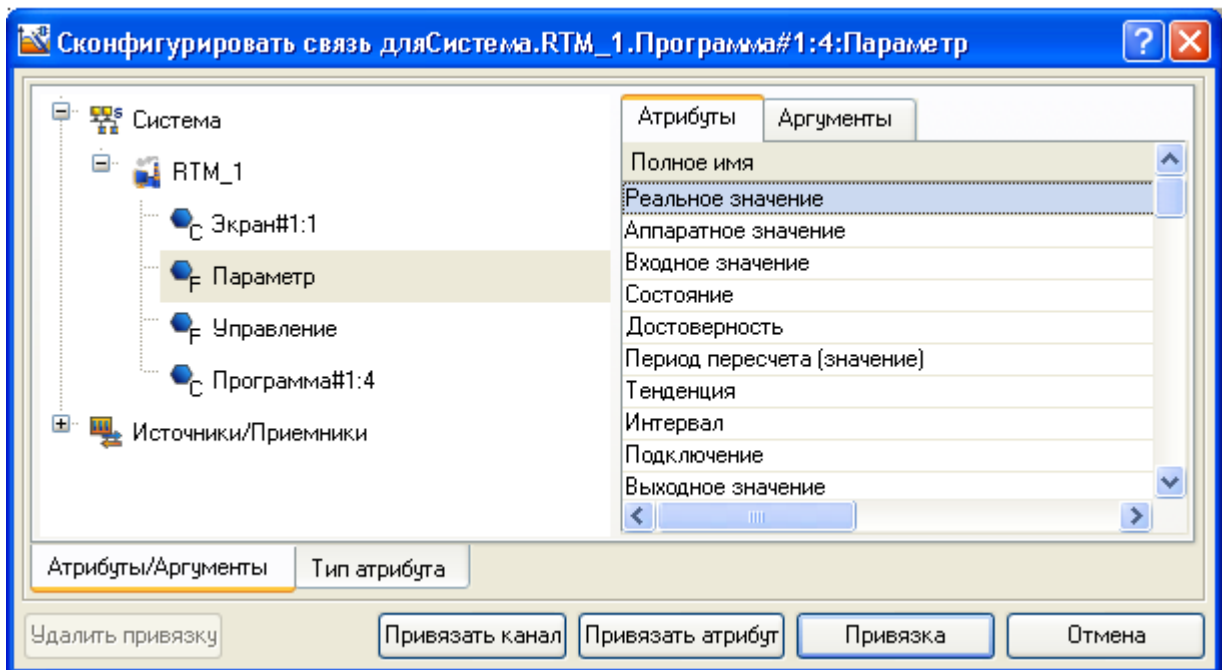 Сконфигурировать связь дляСистема.RTM_1.Программа#1:4:Параметр
Система
RTM_1
Экран#1:1
Параметр
Управление
Программа#1:4
Источники/Приемники
Атрибуты Аргументы
Полное имя
Реальное значение
Аппаратное значение
Входное значение
Состояние
Достоверность
Период пересчета (значение)
Тенденция
Интервал
Подключение
Выходное значение
Атрибуты/Аргументы Тип атрибута
Удалить привязку Привязать канал Привязать атрибут Привязка Отмена